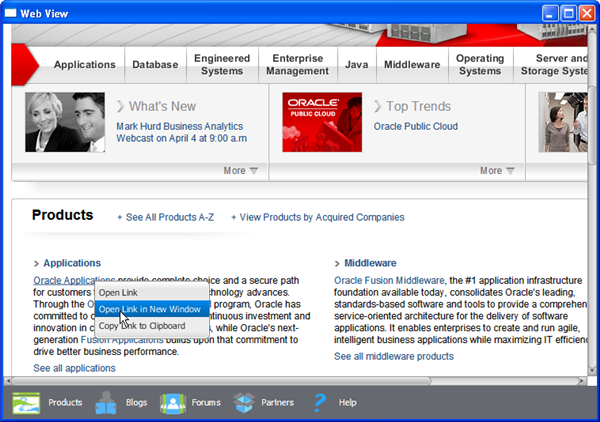 Web View
Applications
Database
Engineered
Systems
Enterprise
Management
Java
Middleware
Operating
Systems
Server and
Storage Syste
What's New
Mark Hurd Business Analytics
Webcast on April 4 at 9:00 a.m
More
ORACLE
PUBLIC CLOUD
Top Trends
Oracle Public Cloud
More
Products
+ See All Products A-Z
+ View Products by Acquired Companies
Applications
Oracle Applications provide complete choice and a secure path
for customers hnology advances.
Through the O l program, Oracle has
committed to c ntinuous investment and
innovation in c s, while Oracle's next-
generation Fusion Applications builds upon that commitment to
drive better business performance.
See all applications
Open Link
Open Link in New Window
Copy Link to Clipboard
Middleware
Oracle Fusion Middleware, the #1 application infrastructure
foundation available today, consolidates Oracle's leading,
standards-based software and tools to provide a comprehen
service-oriented architecture for the delivery of software
applications. It enables enterprises to create and run agile,
intelligent business applications while maximizing IT efficienc
See all middleware products
Products
Blogs
Forums
Partners
Help